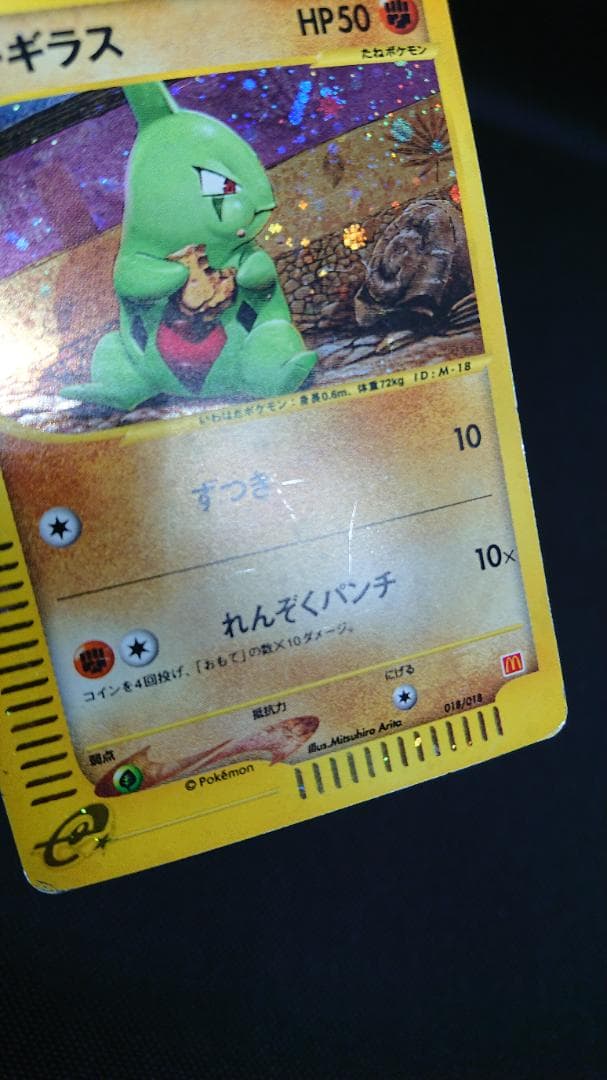 ギラス
HP50
たねポケモン
いわはだポケモン・身長0.6m、体重72kg ID:M-18
ずつき 10
れんぞくパンチ 10×
コインを4回投げ、「おもて」の数×10ダメージ。
弱点 抵抗力 にげる
illus.Mitsuhiro Arita 018/018
© Pokémon
e